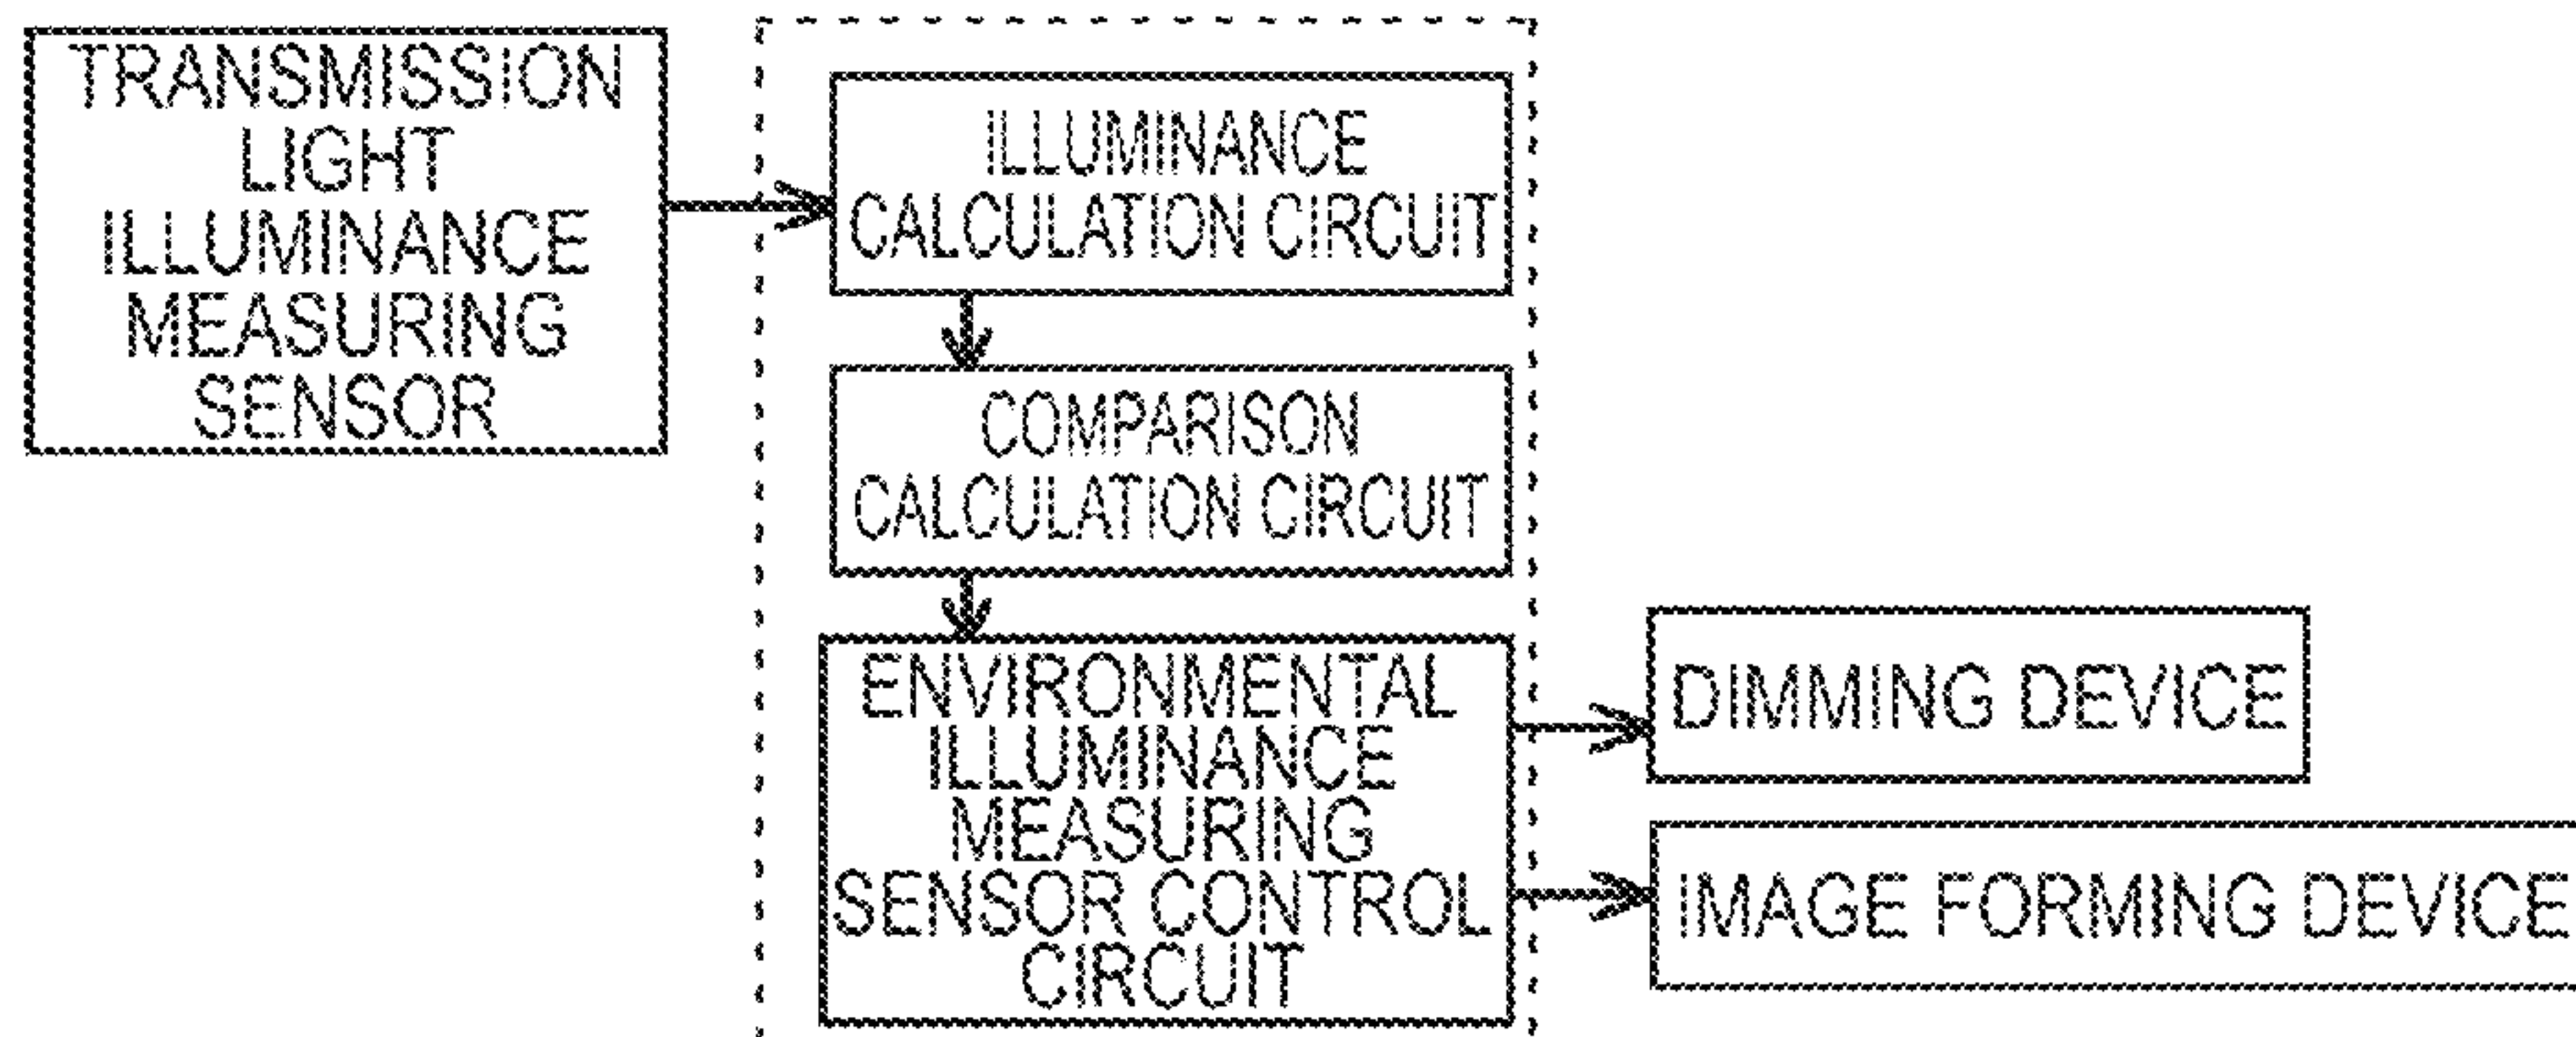 TRANSMISSION
LIGHT
ILLUMINANCE
MEASURING
SENSOR
ILLUMINANCE
CALCULATION CIRCUIT
COMPARISON
CALCULATION CIRCUIT
ENVIRONMENTAL
ILLUMINANCE
MEASURING
SENSOR CONTROL
CIRCUIT
DIMMING DEVICE
IMAGE FORMING DEVICE